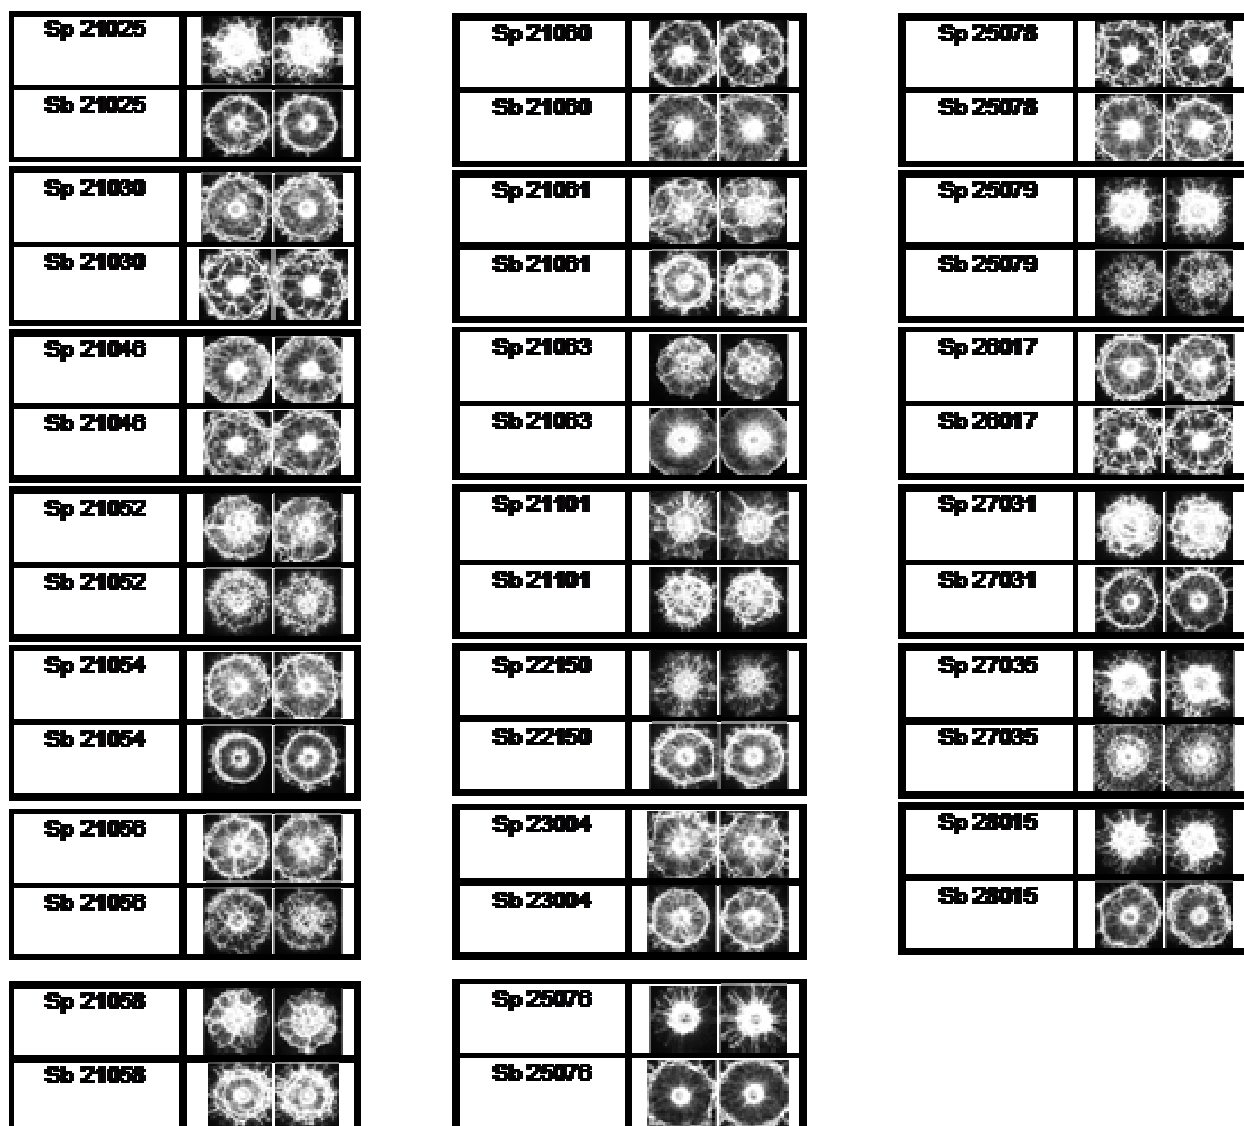 Sp 21025
Sb 21025
Sp 21030
Sb 21030
Sp 21046
Sb 21046
Sp 21052
Sb 21052
Sp 21054
Sb 21054
Sp 21056
Sb 21056
Sp 21058
Sb 21058
Sp 21060
Sb 21060
Sp 21061
Sb 21061
Sp 21063
Sb 21063
Sp 21101
Sb 21101
Sp 22150
Sb 22150
Sp 23004
Sb 23004
Sp 25076
Sb 25076
Sp 25078
Sb 25078
Sp 25079
Sb 25079
Sp 26017
Sb 26017
Sp 27031
Sb 27031
Sp 27035
Sb 27035
Sp 28015
Sb 28015